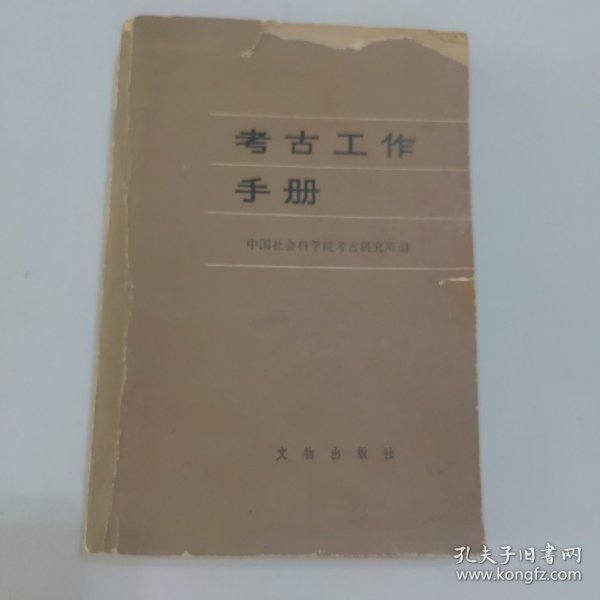 考古工作
手册
中国社会科学院考古研究所编
文物出版社
孔夫子旧书网
www.kongfz.com